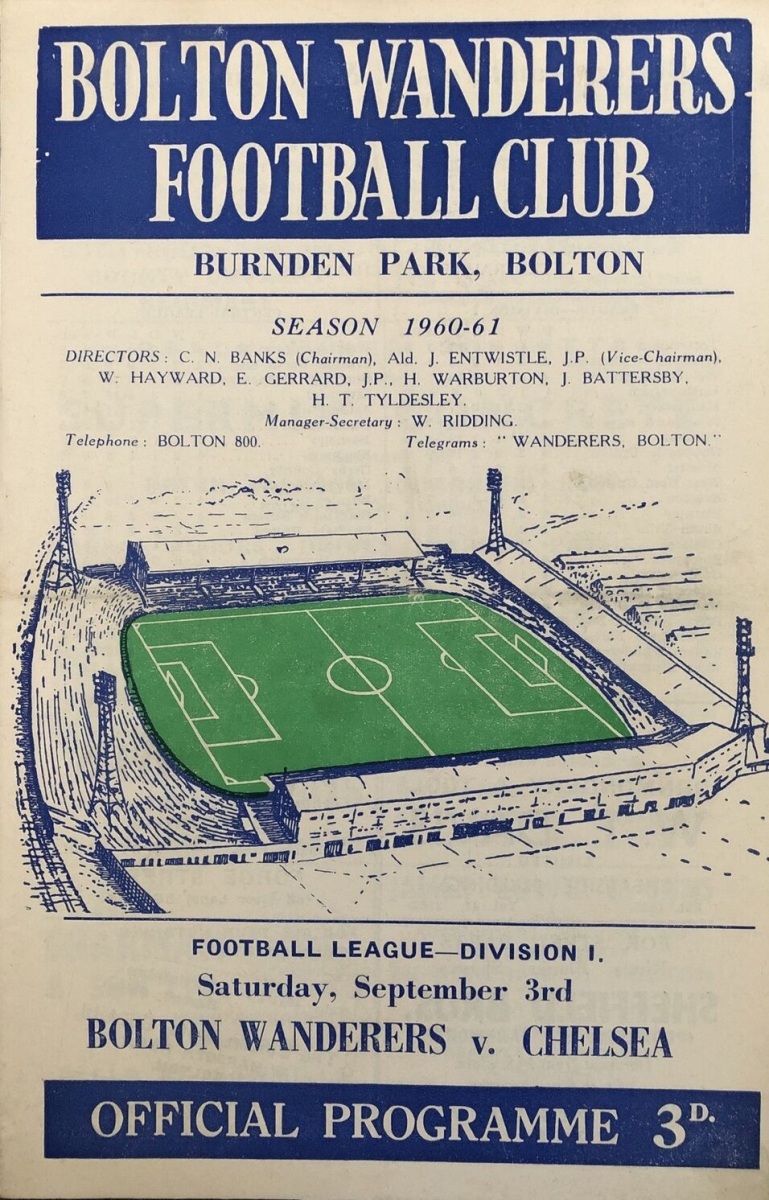 BOLTON WANDERERS
FOOTBALL CLUB
BURNDEN PARK, BOLTON
SEASON 1960-61
DIRECTORS: C. N. BANKS (Chairman), Ald. J. ENTWISTLE, J.P. (Vice-Chairman),
W. HAYWARD, E. GERRARD, J.P., H. WARBURTON, J. BATTERSBY,
H. T. TYLDESLEY.
Manager-Secretary: W. RIDDING.
Telephone: BOLTON 800. Telegrams: "WANDERERS, BOLTON."
FOOTBALL LEAGUE—DIVISION I.
Saturday, September 3rd
BOLTON WANDERERS v. CHELSEA
OFFICIAL PROGRAMME 3D.